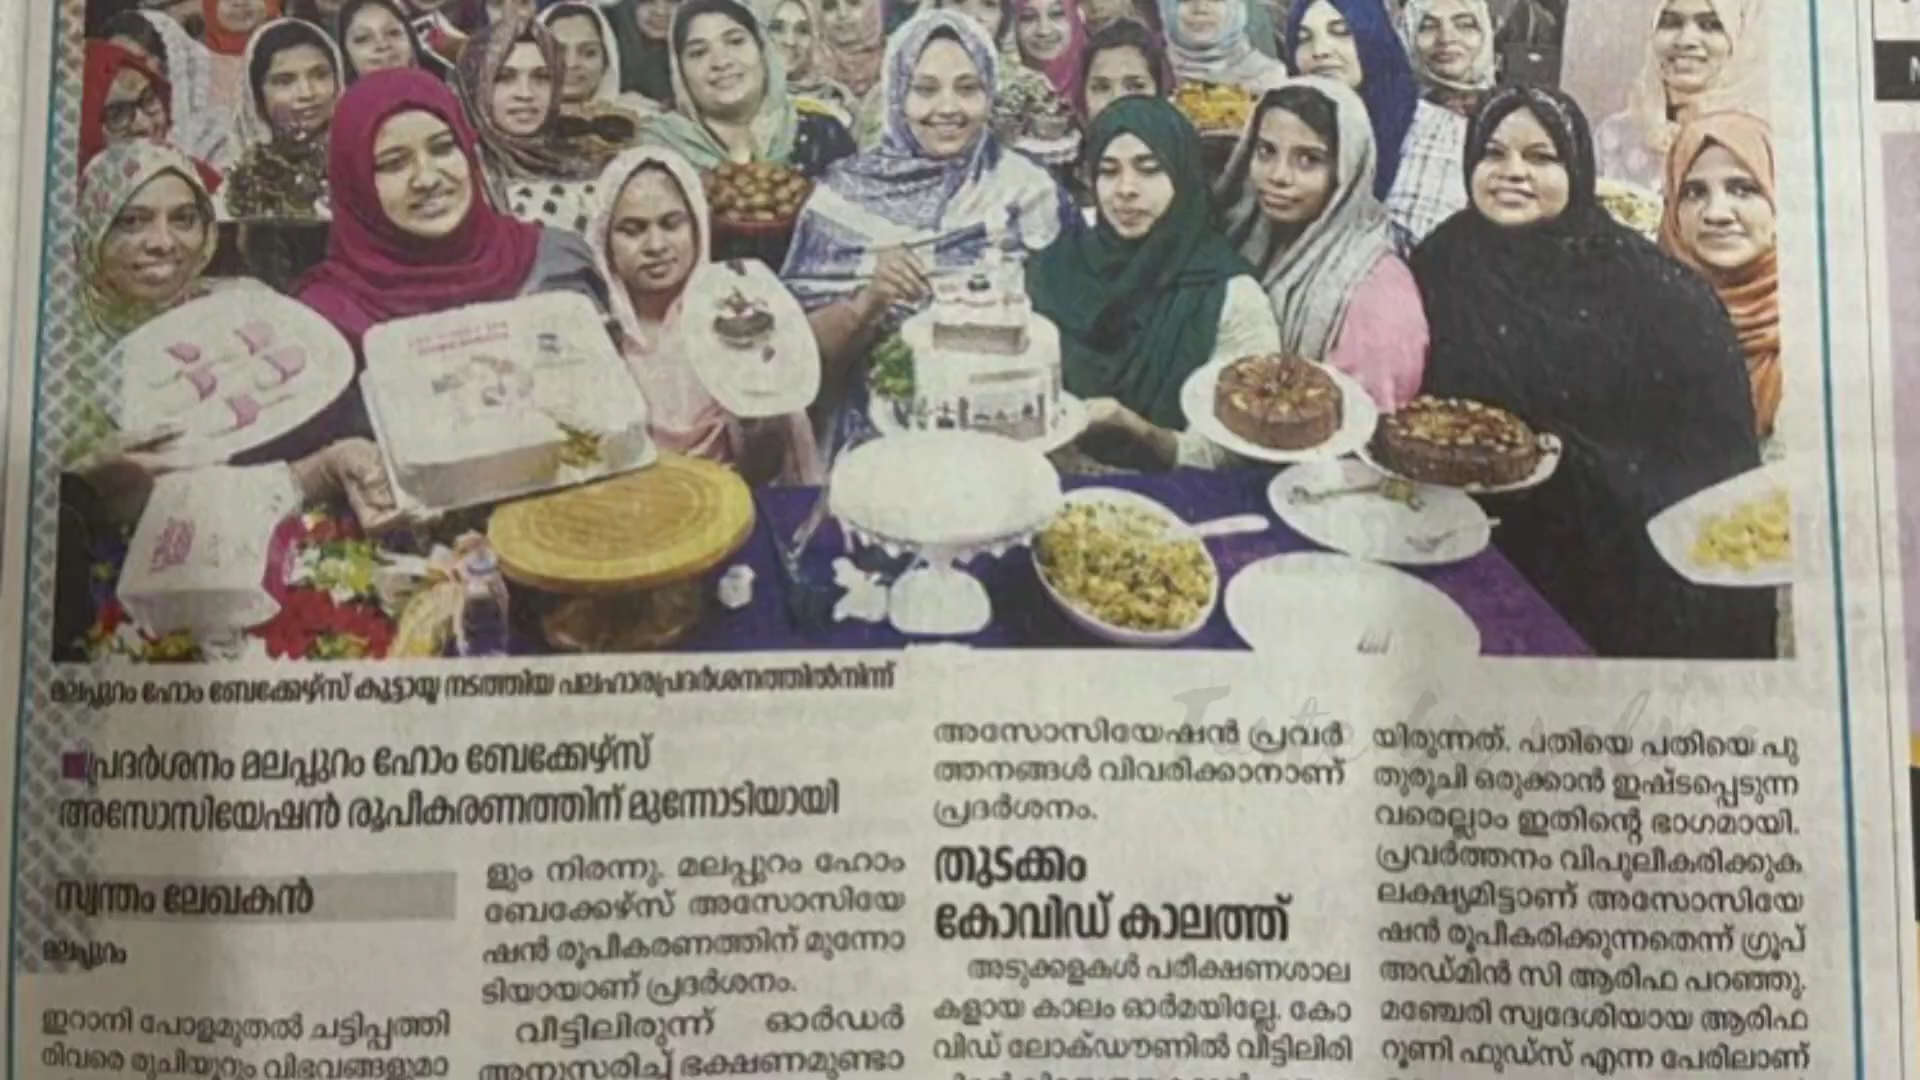 മലപ്പുറം ഹോം ബേക്കേഴ്സ് കൂട്ടായ്മ നടത്തിയ പലഹാരപ്രദർശനത്തിൽനിന്ന്
പ്രദർശനം മലപ്പുറം ഹോം ബേക്കേഴ്സ്
അസോസിയേഷൻ രൂപീകരണത്തിന് മുന്നോടിയായി
സ്വന്തം ലേഖകൻ
മലപ്പുറം
ഇറാനി പോളമുതൽ ചട്ടിപ്പത്തി
രിവരെ രുചിയൂറും വിഭവങ്ങളുമാ
ളും നിരന്നു. മലപ്പുറം ഹോം
ബേക്കേഴ്സ് അസോസിയേ
ഷൻ രൂപീകരണത്തിന് മുന്നോ
ടിയായാണ് പ്രദർശനം.
വീട്ടിലിരുന്ന് ഓർഡർ
അനുസരിച്ച് ഭക്ഷണമുണ്ടാ
അസോസിയേഷൻ പ്രവർ
ത്തനങ്ങൾ വിവരിക്കാനാണ്
പ്രദർശനം.
തുടക്കം
കോവിഡ് കാലത്ത്
അടുക്കളകൾ പരീക്ഷണശാല
കളായ കാലം ഓർമയില്ലേ. കോ
വിഡ് ലോക്ഡൗണിൽ വീട്ടിലിരി
യിരുന്നത്. പതിയെ പതിയെ പു
തുരുചി ഒരുക്കാൻ ഇഷ്ടപ്പെടുന്ന
വരെല്ലാം ഇതിന്റെ ഭാഗമായി.
പ്രവർത്തനം വിപുലീകരിക്കുക
ലക്ഷ്യമിട്ടാണ് അസോസിയേ
ഷൻ രൂപീകരിക്കുന്നതെന്ന് ഗ്രൂപ്
അഡ്മിൻ സി ആരിഫ പറഞ്ഞു.
മഞ്ചേരി സ്വദേശിയായ ആരിഫ
റൂണി ഫുഡ്സ് എന്ന പേരിലാണ്